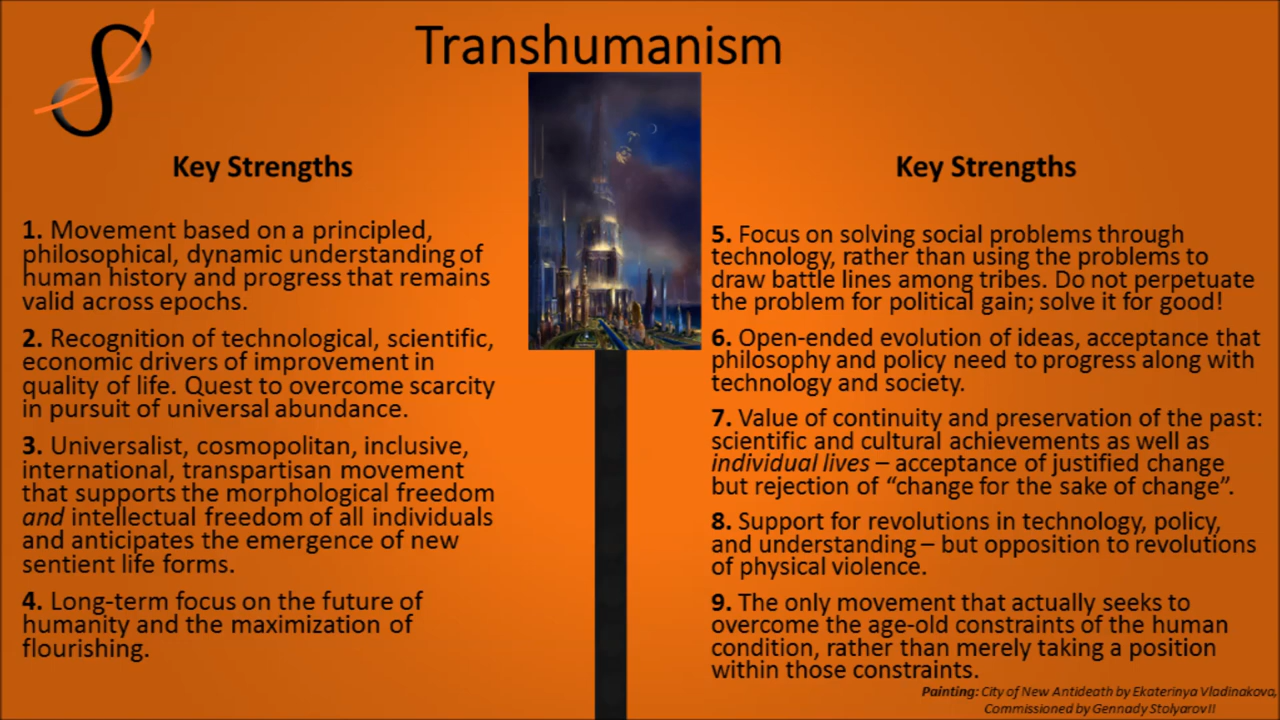 Transhumanism
Key Strengths
1. Movement based on a principled,
philosophical, dynamic understanding of
human history and progress that remains
valid across epochs.
2. Recognition of technological, scientific,
economic drivers of improvement in
quality of life. Quest to overcome scarcity
in pursuit of universal abundance.
3. Universalist, cosmopolitan, inclusive,
international, transpartisan movement
that supports the morphological freedom
and intellectual freedom of all individuals
and anticipates the emergence of new
sentient life forms.
4. Long-term focus on the future of
humanity and the maximization of
flourishing.
Key Strengths
5. Focus on solving social problems through
technology, rather than using the problems to
draw battle lines among tribes. Do not perpetuate
the problem for political gain; solve it for good!
6. Open-ended evolution of ideas, acceptance that
philosophy and policy need to progress along with
technology and society.
7. Value of continuity and preservation of the past:
scientific and cultural achievements as well as
individual lives – acceptance of justified change
but rejection of “change for the sake of change”.
8. Support for revolutions in technology, policy,
and understanding – but opposition to revolutions
of physical violence.
9. The only movement that actually seeks to
overcome the age-old constraints of the human
condition, rather than merely taking a position
within those constraints.
Painting: City of New Antideath by Ekaterinya Vladinakova,
Commissioned by Gennady Stolyarov II